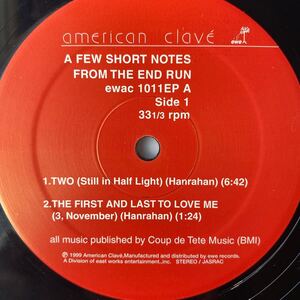 american clavé
ewe
A FEW SHORT NOTES
FROM THE END RUN
ewac 1011EP A
Side 1
33 1/3 rpm
1.TWO (Still in Half Light) (Hanrahan) (6:42)
2.THE FIRST AND LAST TO LOVE ME
(3, November) (Hanrahan) (1:24)
all music published by Coup de Tete Music (BMI)
℗ 1999 American Clavé,Manufactured and distributed by ewe records.
A Division of east works entertainment.,inc. STEREO / JASRAC